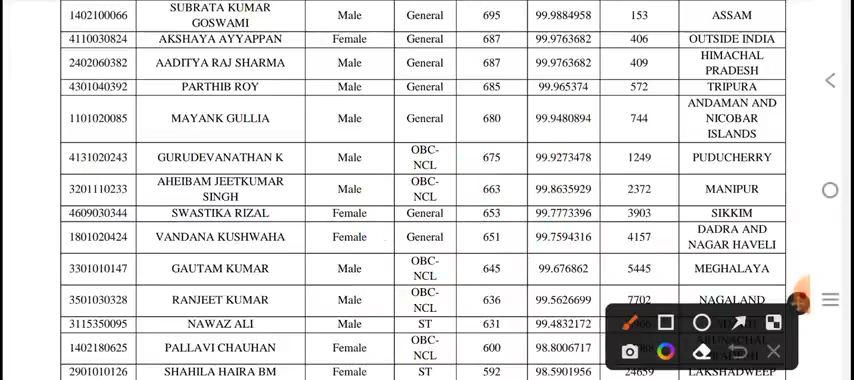 1402100066 SUBRATA KUMAR GOSWAMI Male General 695 99.9884958 153 ASSAM
4110030824 AKSHAYA AYYAPPAN Female General 687 99.9763682 406 OUTSIDE INDIA
2402060382 AADITYA RAJ SHARMA Male General 687 99.9763682 409 HIMACHAL PRADESH
4301040392 PARTHIB ROY Male General 685 99.965374 572 TRIPURA
1101020085 MAYANK GULLIA Male General 680 99.9480894 744 ANDAMAN AND NICOBAR ISLANDS
4131020243 GURUDEVANATHAN K Male OBC-NCL 675 99.9273478 1249 PUDUCHERRY
3201110233 AHEIBAM JEETKUMAR SINGH Male OBC-NCL 663 99.8635929 2372 MANIPUR
4609030344 SWASTIKA RIZAL Female General 653 99.7773396 3903 SIKKIM
1801020424 VANDANA KUSHWAHA Female General 651 99.7594316 4157 DADRA AND NAGAR HAVELI
3301010147 GAUTAM KUMAR Male OBC-NCL 645 99.676862 5445 MEGHALAYA
3501030328 RANJEET KUMAR Male OBC-NCL 636 99.5626699 7702 NAGALAND
3115350095 NAWAZ ALI Male ST 631 99.4832172
1402180625 PALLAVI CHAUHAN Female OBC-NCL 600 98.8006717
2901010126 SHAHILA HAIRA BM Female ST 592 98.5901956 24659 LAKSHADWEEP